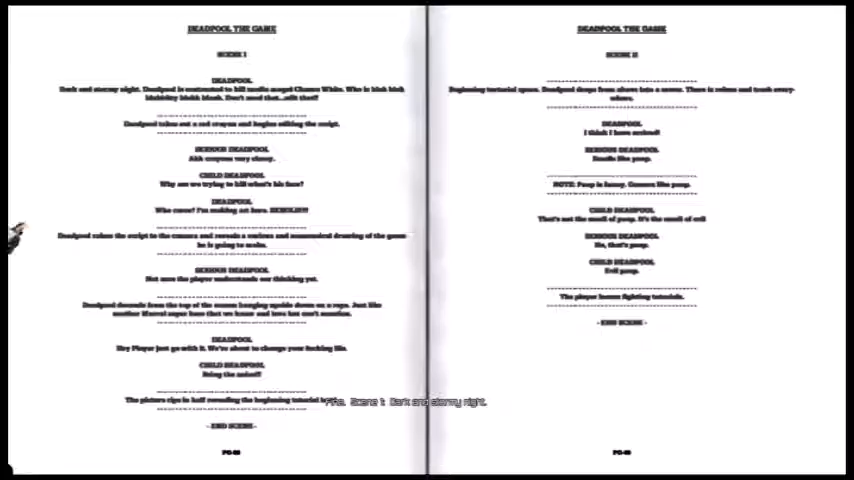 DEADPOOL THE GAME
SCENE I
DEADPOOL
Dark and stormy night. Deadpool is contracted to kill media mogul Chance White. Who is blah blah
blahbitty blahh blaah. Don't need that...edit that!!
Deadpool takes out a red crayon and begins editing the script.
SERIOUS DEADPOOL
Ahh crayons very classy.
CHILD DEADPOOL
Why are we trying to kill what's his face?
DEADPOOL
Who cares? I'm making art here. BEHOLD!!!
Deadpool raises the script to the camera and reveals a various and nonsensical drawing of the game
he is going to make.
SERIOUS DEADPOOL
Not sure the player understands our thinking yet.
Deadpool descends from the top of the screen hanging upside down on a rope. Just like
another Marvel super hero that we know and love but can't mention.
DEADPOOL
Hey Player just go with it. We're about to change your fucking life.
CHILD DEADPOOL
Bring the noise!!
The picture rips in half revealing the beginning tutorial
- END SCENE -
DEADPOOL THE GAME
SCENE II
Beginning tutorial space. Deadpool drops from above into a sewer. There is refuse and trash every-
where.
DEADPOOL
I think I have arrived!
SERIOUS DEADPOOL
Smells like poop.
NOTE: Poop is funny. Gamers like poop.
CHILD DEADPOOL
That's not the smell of poop. It's the smell of evil
SERIOUS DEADPOOL
No, that's poop.
CHILD DEADPOOL
Evil poop.
The player learns fighting tutorials.
- END SCENE -
Fine. Scene 1: Dark and stormy night.